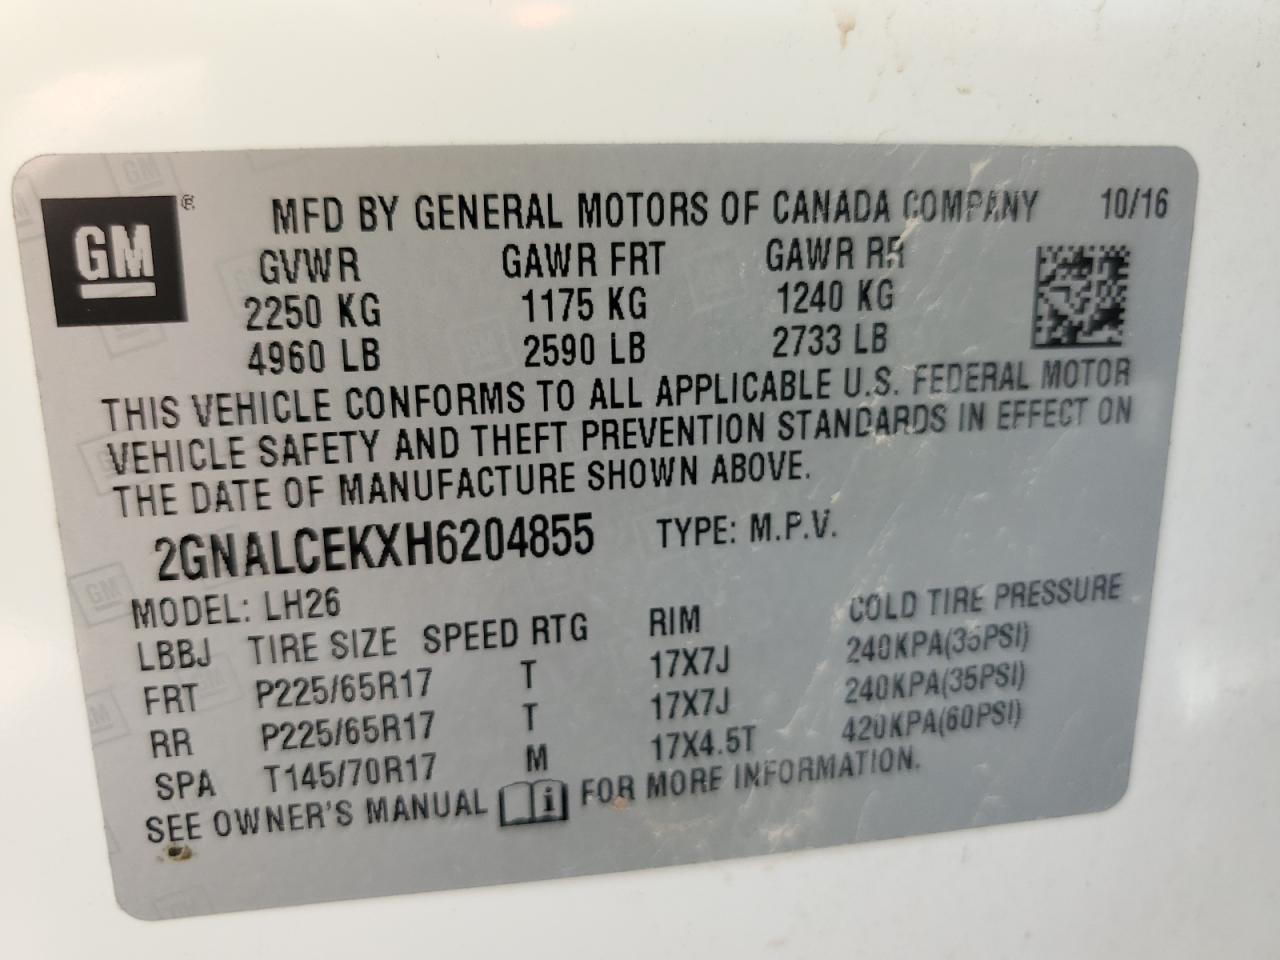 GM ®
MFD BY GENERAL MOTORS OF CANADA COMPANY 10/16
GVWR GAWR FRT GAWR RR
2250 KG 1175 KG 1240 KG
4960 LB 2590 LB 2733 LB
THIS VEHICLE CONFORMS TO ALL APPLICABLE U.S. FEDERAL MOTOR
VEHICLE SAFETY AND THEFT PREVENTION STANDARDS IN EFFECT ON
THE DATE OF MANUFACTURE SHOWN ABOVE.
2GNALCEKXH6204855 TYPE: M.P.V.
MODEL: LH26
LBBJ TIRE SIZE SPEED RTG RIM COLD TIRE PRESSURE
FRT P225/65R17 T 17X7J 240KPA(35PSI)
RR P225/65R17 T 17X7J 240KPA(35PSI)
SPA T145/70R17 M 17X4.5T 420KPA(60PSI)
SEE OWNER'S MANUAL i FOR MORE INFORMATION.